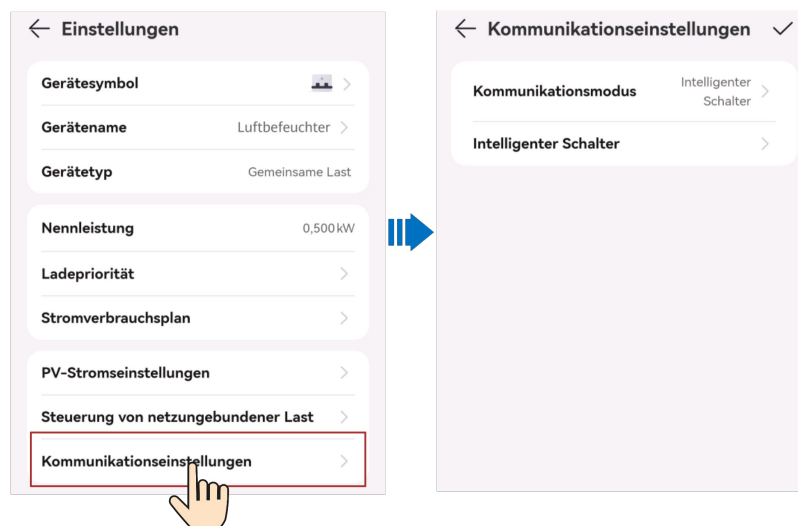 Einstellungen
Gerätesymbol
Gerätename Luftbefeuchter
Gerätetyp Gemeinsame Last
Nennleistung 0,500 kW
Ladepriorität
Stromverbrauchsplan
PV-Stromseinstellungen
Steuerung von netzungebundener Last
Kommunikationseinstellungen
Kommunikationseinstellungen
Kommunikationsmodus Intelligenter
Schalter
Intelligenter Schalter